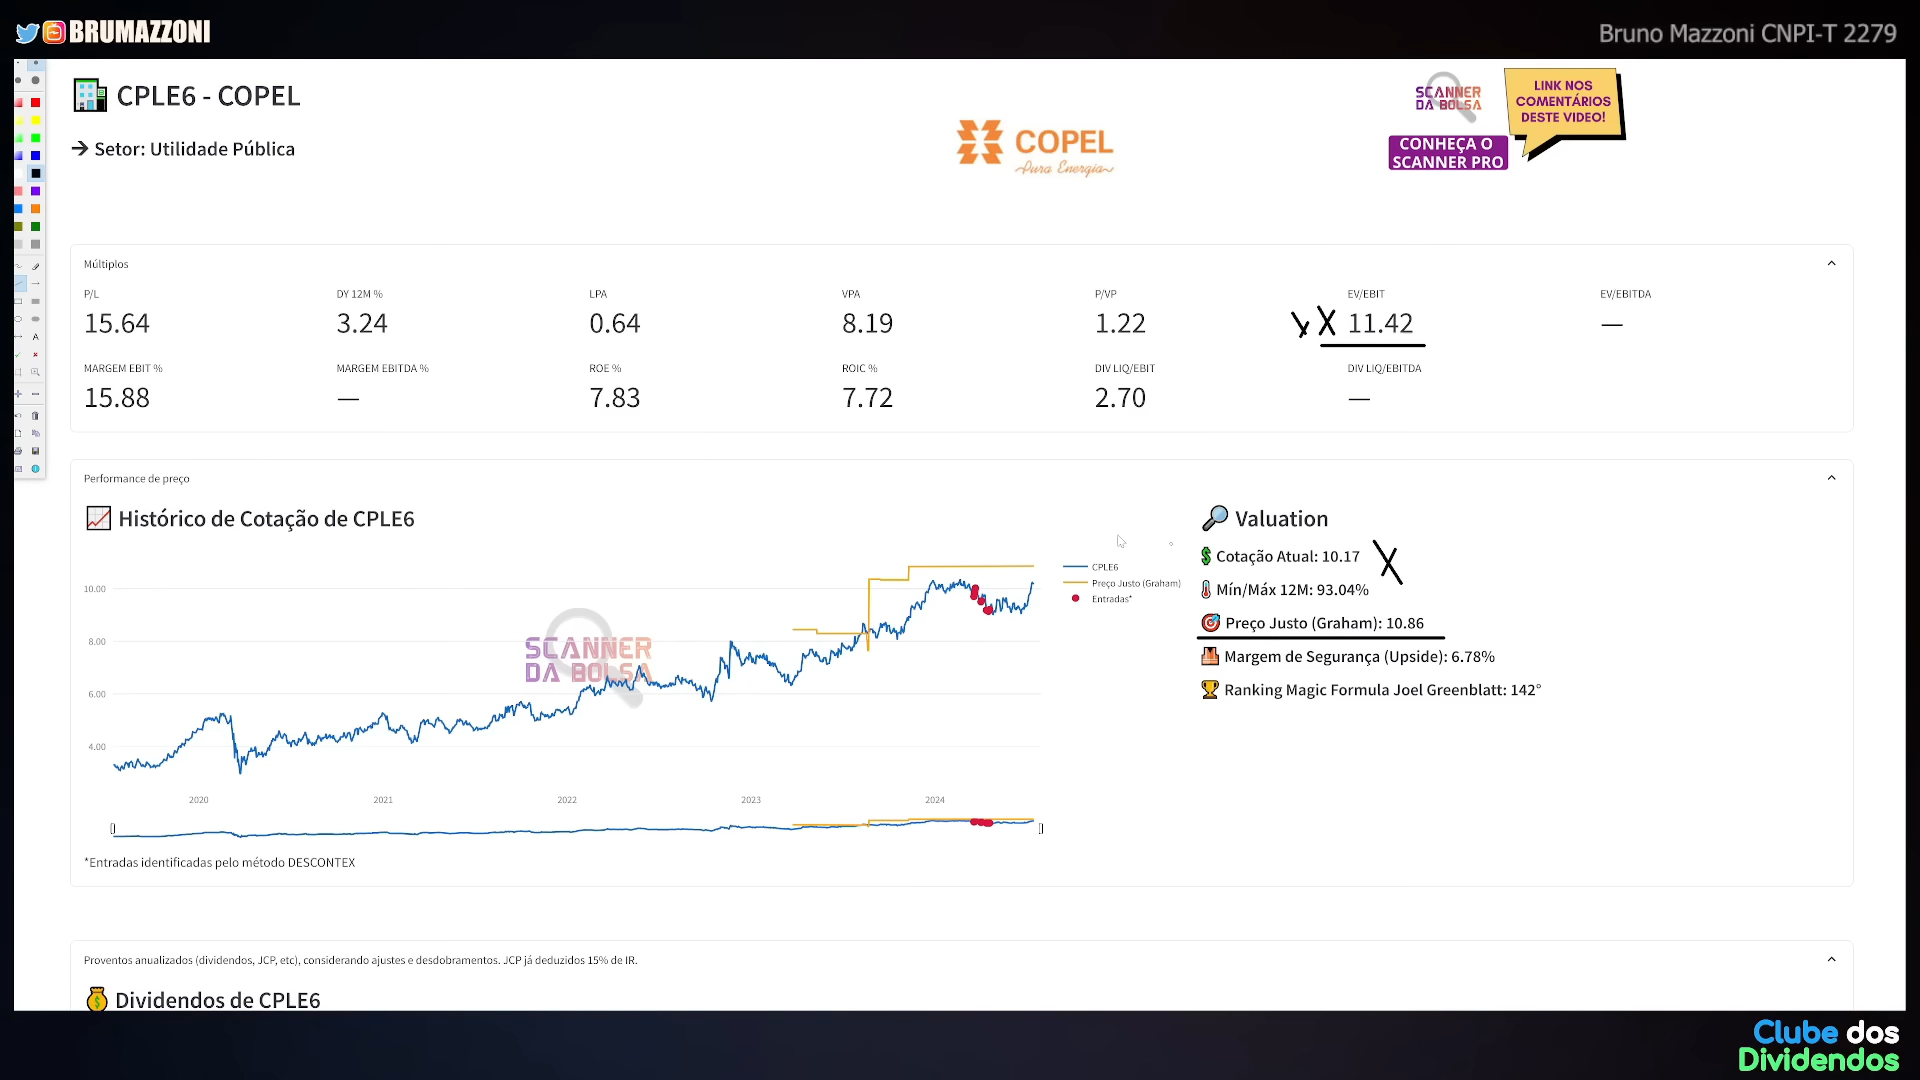 BRUMAZZONI
Bruno Mazzoni CNPI-T 2279
CPLE6 - COPEL
→ Setor: Utilidade Pública
COPEL
Pura Energia
SCANNER
DA BOLSA
CONHEÇA O
SCANNER PRO
LINK NOS
COMENTÁRIOS
DESTE VIDEO!
Múltiplos
P/L DY 12M % LPA VPA P/VP EV/EBIT EV/EBITDA
15.64 3.24 0.64 8.19 1.22 11.42 —
MARGEM EBIT % MARGEM EBITDA % ROE % ROIC % DIV LIQ/EBIT DIV LIQ/EBITDA
15.88 — 7.83 7.72 2.70 —
Performance de preço
Histórico de Cotação de CPLE6
10.00
8.00
6.00
4.00
2020 2021 2022 2023 2024
SCANNER
DA BOLSA
CPLE6
Preço Justo (Graham)
Entradas*
*Entradas identificadas pelo método DESCONTEX
Valuation
Cotação Atual: 10.17
Mín/Máx 12M: 93.04%
Preço Justo (Graham): 10.86
Margem de Segurança (Upside): 6.78%
Ranking Magic Formula Joel Greenblatt: 142°
Proventos anualizados (dividendos, JCP, etc), considerando ajustes e desdobramentos. JCP já deduzidos 15% de IR.
Dividendos de CPLE6
Clube dos
Dividendos